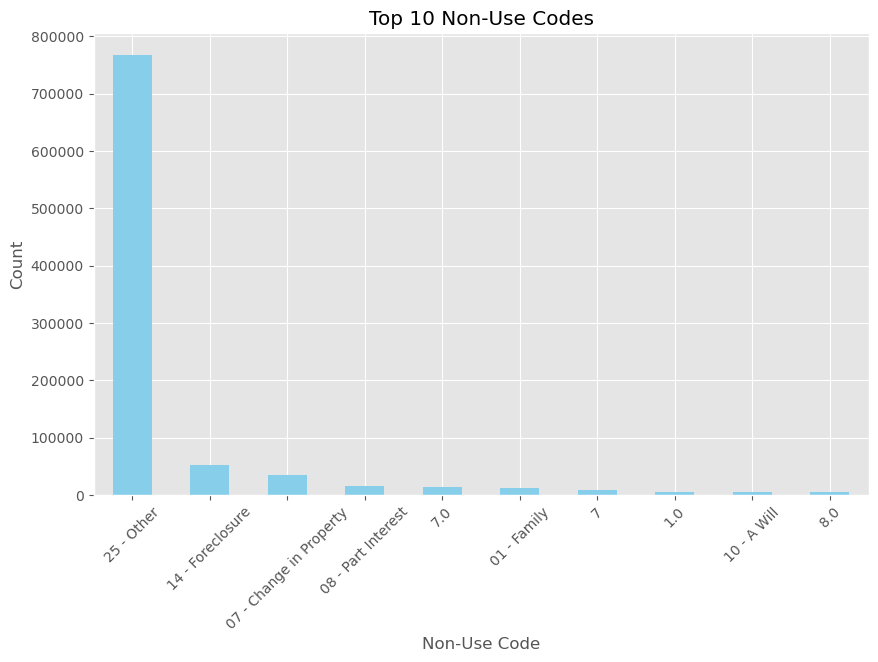 Top 10 Non-Use Codes
Count
800000
700000
600000
500000
400000
300000
200000
100000
0
25 - Other
14 - Foreclosure
07 - Change in Property
08 - Part Interest
7.0
01 - Family
7
1.0
10 - A Will
8.0
Non-Use Code